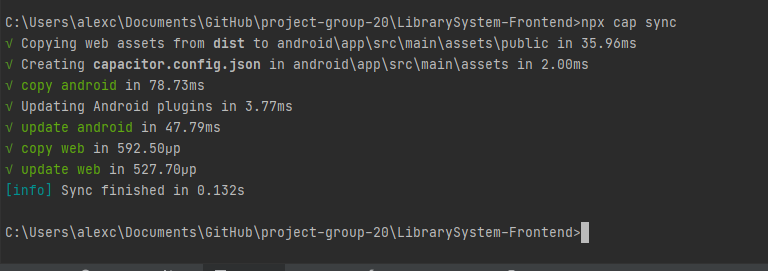 C:\Users\alexc\Documents\GitHub\project-group-20\LibrarySystem-Frontend>npx cap sync
√ Copying web assets from dist to android\app\src\main\assets\public in 35.96ms
√ Creating capacitor.config.json in android\app\src\main\assets in 2.00ms
√ copy android in 78.73ms
√ Updating Android plugins in 3.77ms
√ update android in 47.79ms
√ copy web in 592.50μp
√ update web in 527.70μp
[info] Sync finished in 0.132s
C:\Users\alexc\Documents\GitHub\project-group-20\LibrarySystem-Frontend>